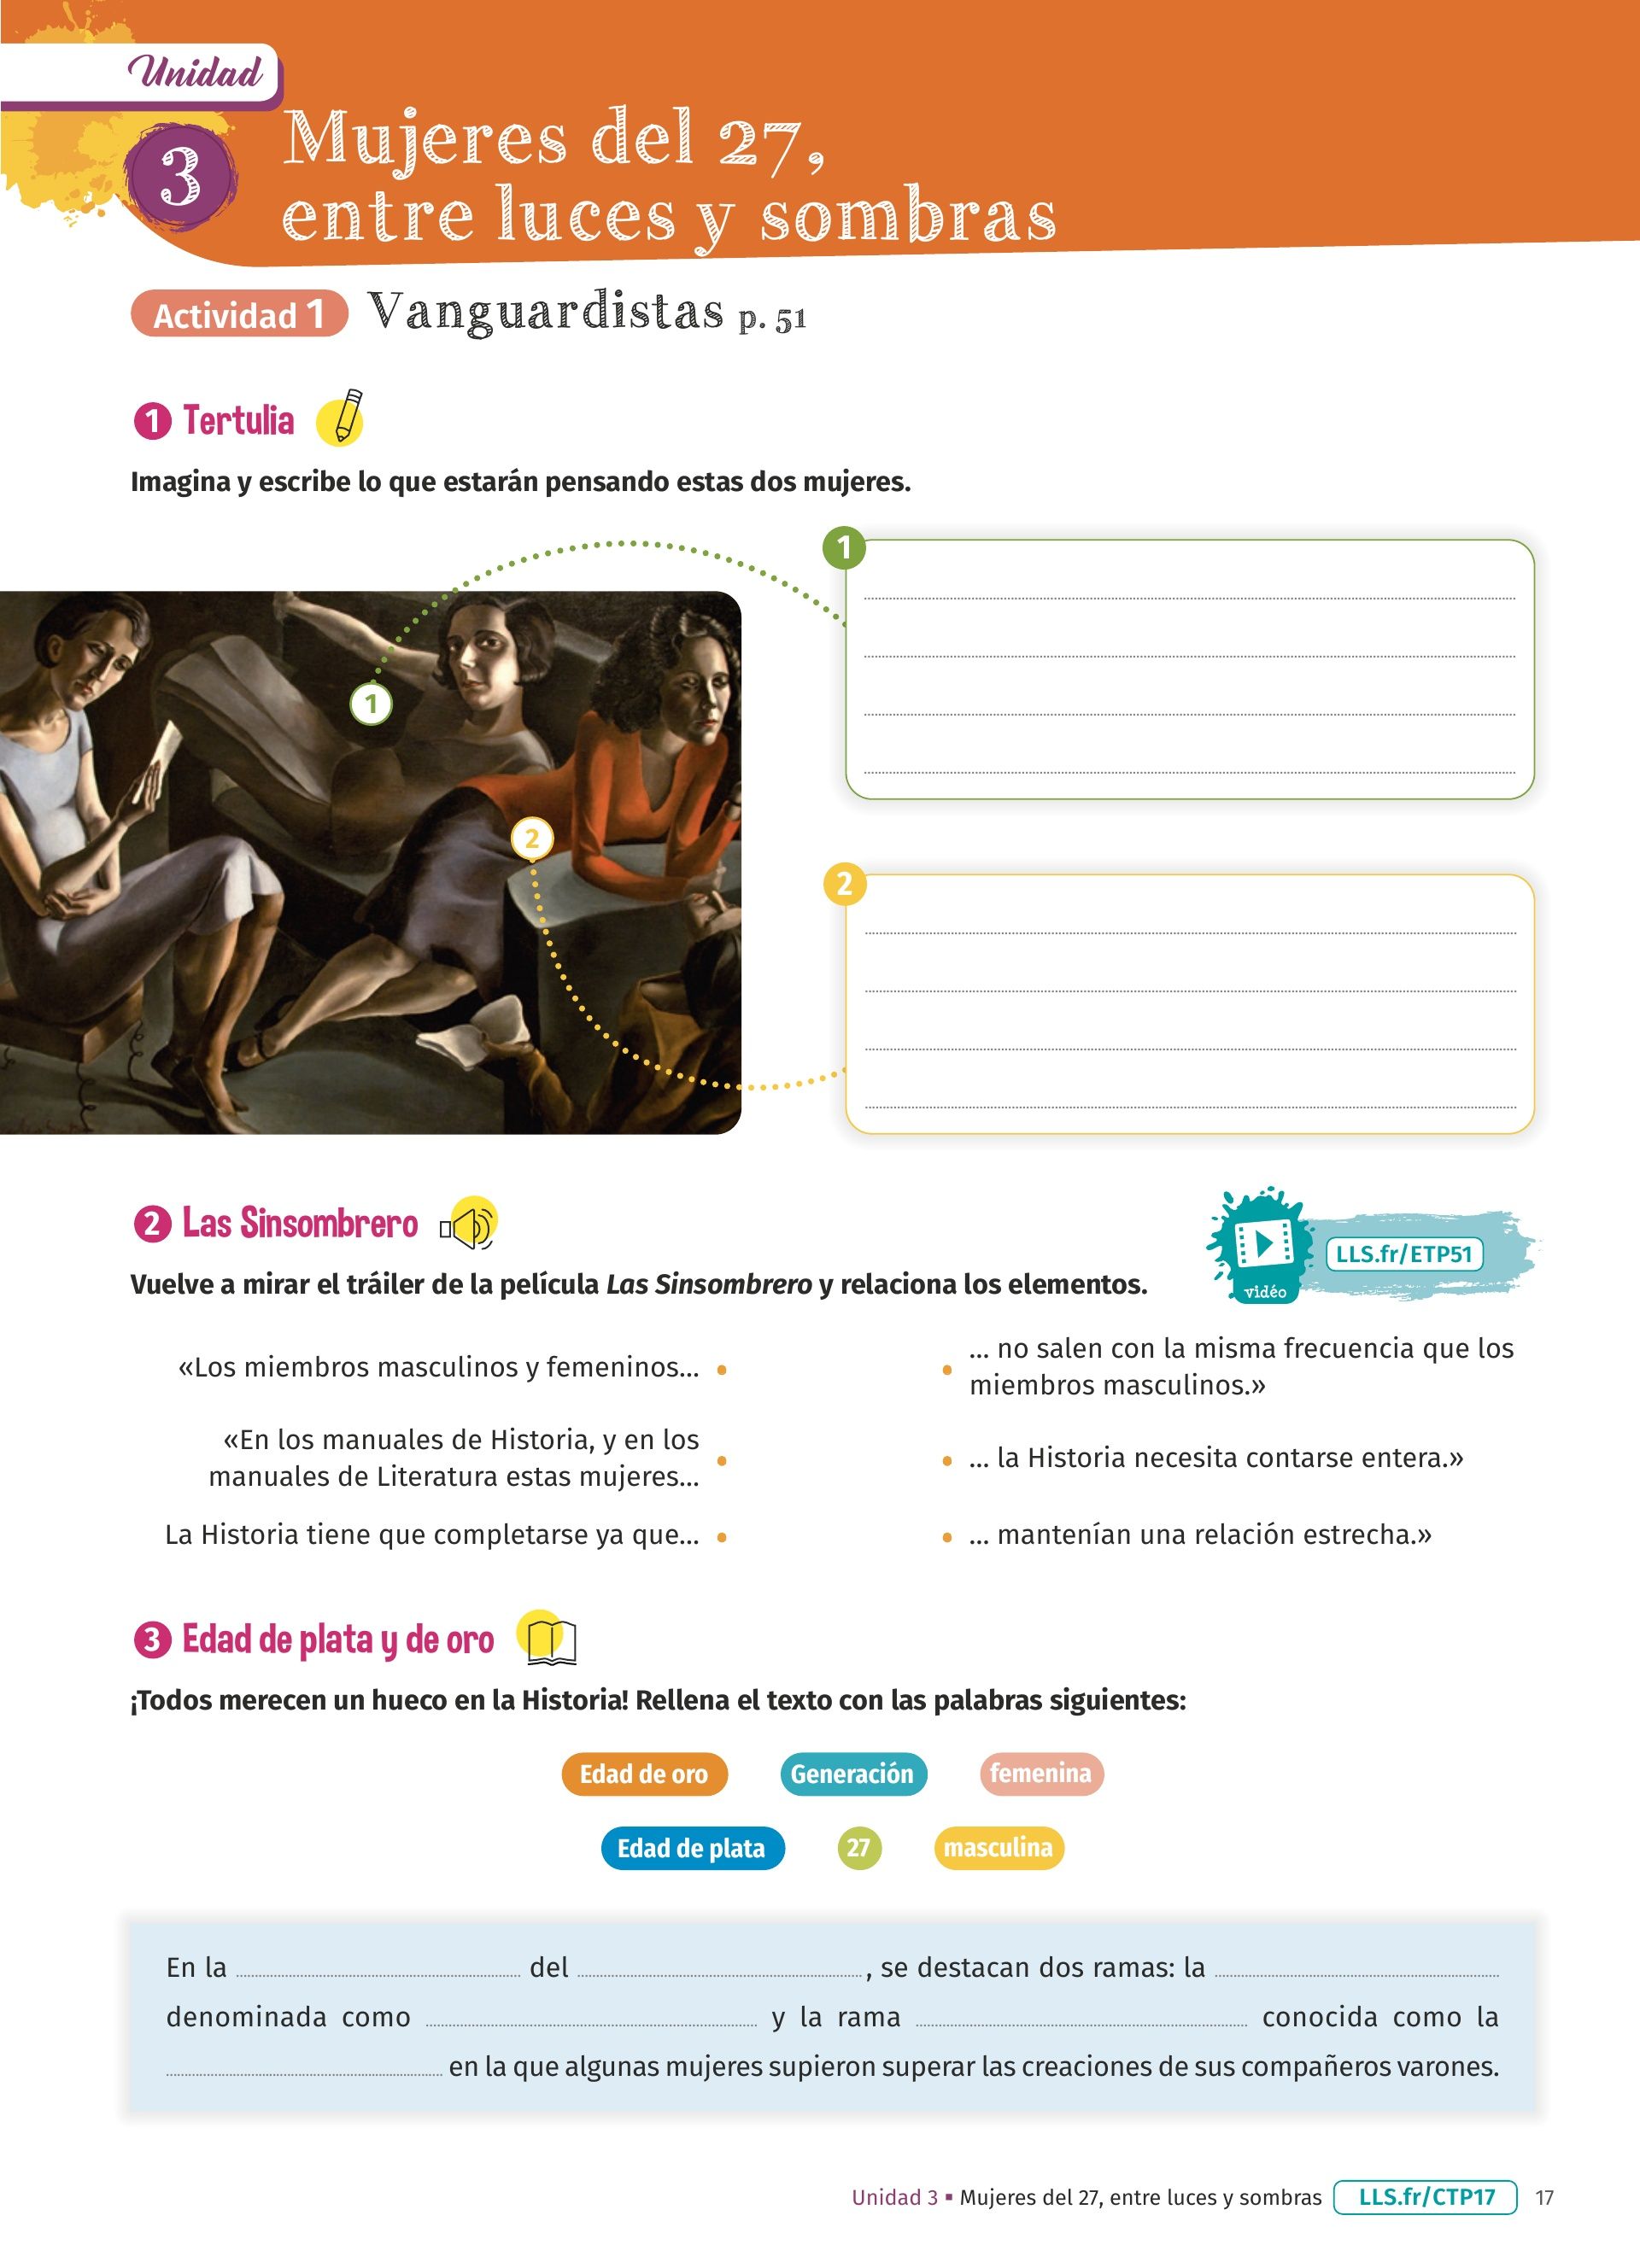 Unidad
3
Mujeres del 27,
entre luces y sombras
Actividad 1 Vanguardistas p. 51
1 Tertulia
Imagina y escribe lo que estarán pensando estas dos mujeres.
1
1
2
2
2 Las Sinsombrero
vidéo
LLS.fr/ETP51
Vuelve a mirar el tráiler de la película Las Sinsombrero y relaciona los elementos.
«Los miembros masculinos y femeninos...
«En los manuales de Historia, y en los
manuales de Literatura estas mujeres...
La Historia tiene que completarse ya que...
... no salen con la misma frecuencia que los
miembros masculinos.»
... la Historia necesita contarse entera.»
... mantenían una relación estrecha.»
3 Edad de plata y de oro
¡Todos merecen un hueco en la Historia! Rellena el texto con las palabras siguientes:
Edad de oro Generación femenina
Edad de plata 27 masculina
En la ........ del ........, se destacan dos ramas: la ........
denominada como ........ y la rama ........ conocida como la
........ en la que algunas mujeres supieron superar las creaciones de sus compañeros varones.
Unidad 3 ▪ Mujeres del 27, entre luces y sombras LLS.fr/CTP17 17